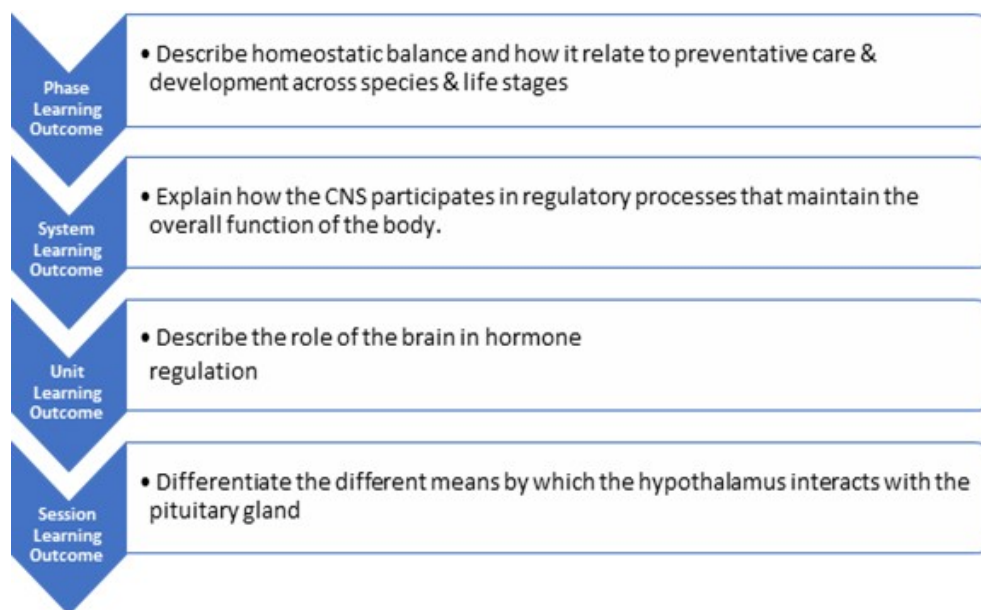 Phase
Learning
Outcome
• Describe homeostatic balance and how it relate to preventative care &
development across species & life stages
System
Learning
Outcome
• Explain how the CNS participates in regulatory processes that maintain the
overall function of the body.
Unit
Learning
Outcome
• Describe the role of the brain in hormone
regulation
Session
Learning
Outcome
• Differentiate the different means by which the hypothalamus interacts with the
pituitary gland